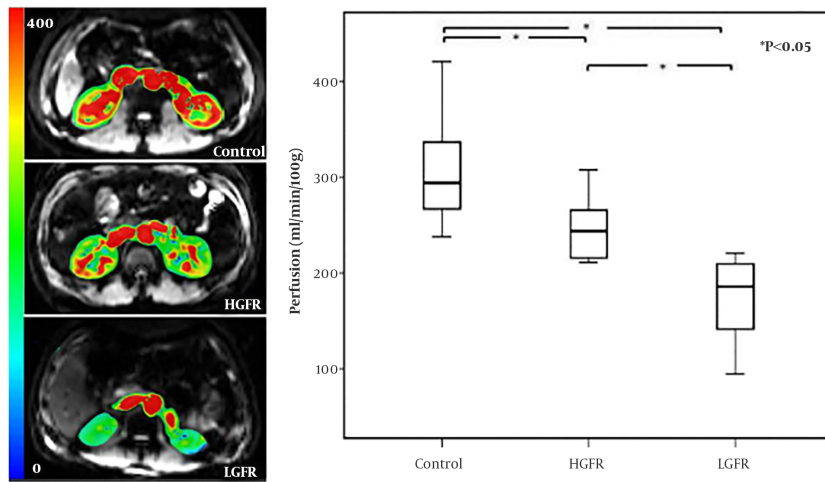 400
Control
HGFR
LGFR
0
*
*
*P<0.05
*
400
300
200
100
Perfusion (ml/min/100g)
Control HGFR LGFR